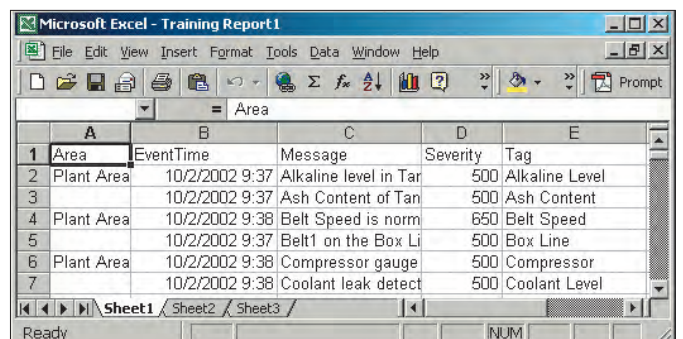 Microsoft Excel - Training Report1
File Edit View Insert Format Tools Data Window Help
Prompt
= Area
A B C D E
1 Area EventTime Message Severity Tag
2 Plant Area 10/2/2002 9:37 Alkaline level in Tar 500 Alkaline Level
3 10/2/2002 9:37 Ash Content of Tan 500 Ash Content
4 Plant Area 10/2/2002 9:38 Belt Speed is norm 650 Belt Speed
5 10/2/2002 9:37 Belt1 on the Box Li 500 Box Line
6 Plant Area 10/2/2002 9:38 Compressor gauge 500 Compressor
7 10/2/2002 9:38 Coolant leak detect 500 Coolant Level
Sheet1 Sheet2 Sheet3
Ready NUM